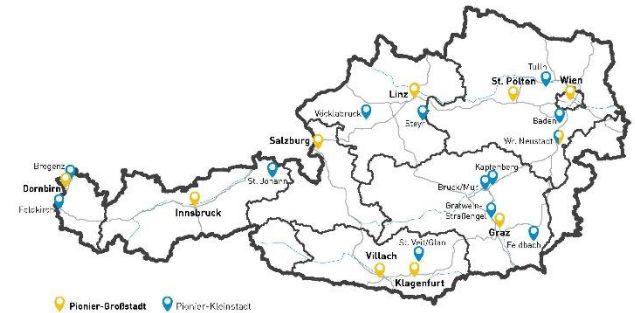 Tulln
St. Pölten
Wien
Linz
Vöcklabruck
Steyr
Baden
Wr. Neustadt
Salzburg
Bregenz
Dornbirn
Feldkirch
St. Johann
Innsbruck
Kapfenberg
Bruck/Mur
Gratwein-
Straßengel
Graz
Feldbach
St. Veit/Glan
Villach
Klagenfurt
Pionier-Großstadt
Pionier-Kleinstadt